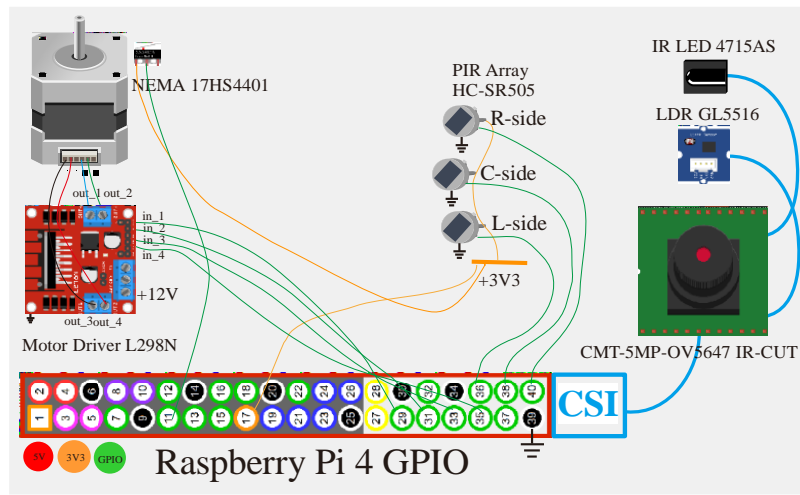 IR LED 4715AS
NEMA 17HS4401
PIR Array
HC-SR505
LDR GL5516
R-side
C-side
L-side
out_1 out_2
in_1
in_2
in_3
in_4
+12V
+3V3
out_3 out_4
Motor Driver L298N
CMT-5MP-OV5647 IR-CUT
2 4 6 8 10 12 14 16 18 20 22 24 26 28 30 32 34 36 38 40
1 3 5 7 9 11 13 15 17 19 21 23 25 27 29 31 33 35 37 39
CSI
5V 3V3 GPIO
Raspberry Pi 4 GPIO